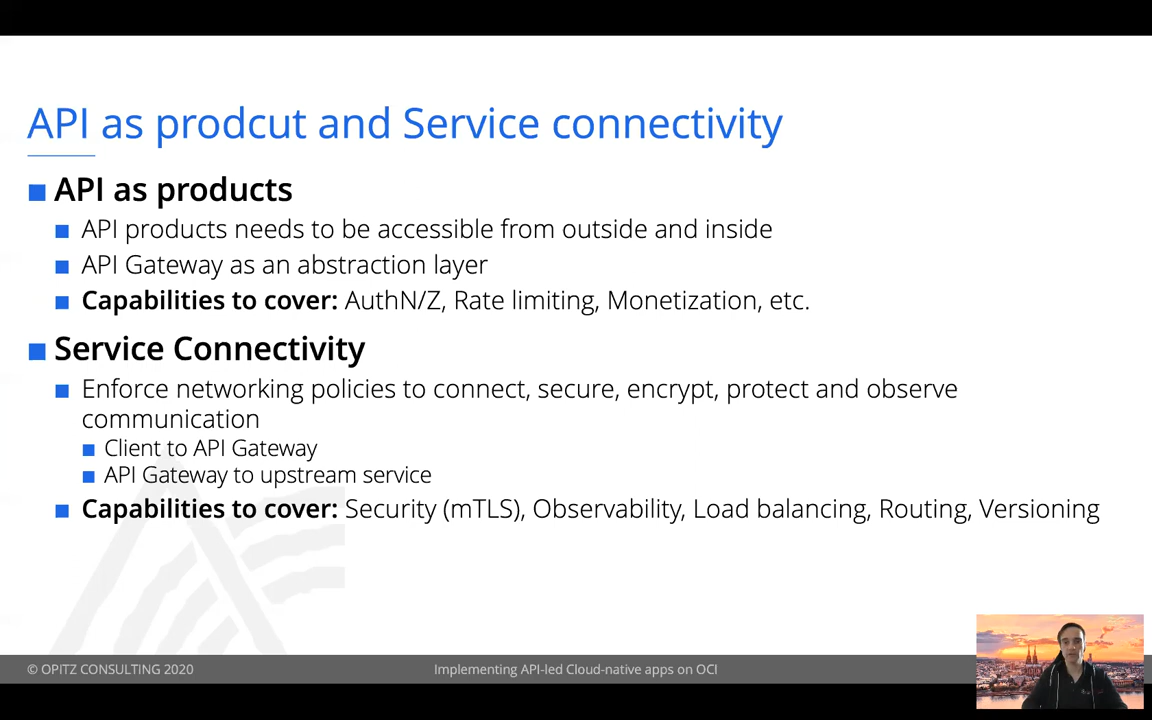 API as prodcut and Service connectivity
API as products
API products needs to be accessible from outside and inside
API Gateway as an abstraction layer
Capabilities to cover: AuthN/Z, Rate limiting, Monetization, etc.
Service Connectivity
Enforce networking policies to connect, secure, encrypt, protect and observe
communication
Client to API Gateway
API Gateway to upstream service
Capabilities to cover: Security (mTLS), Observability, Load balancing, Routing, Versioning
© OPITZ CONSULTING 2020
Implementing API-led Cloud-native apps on OCI